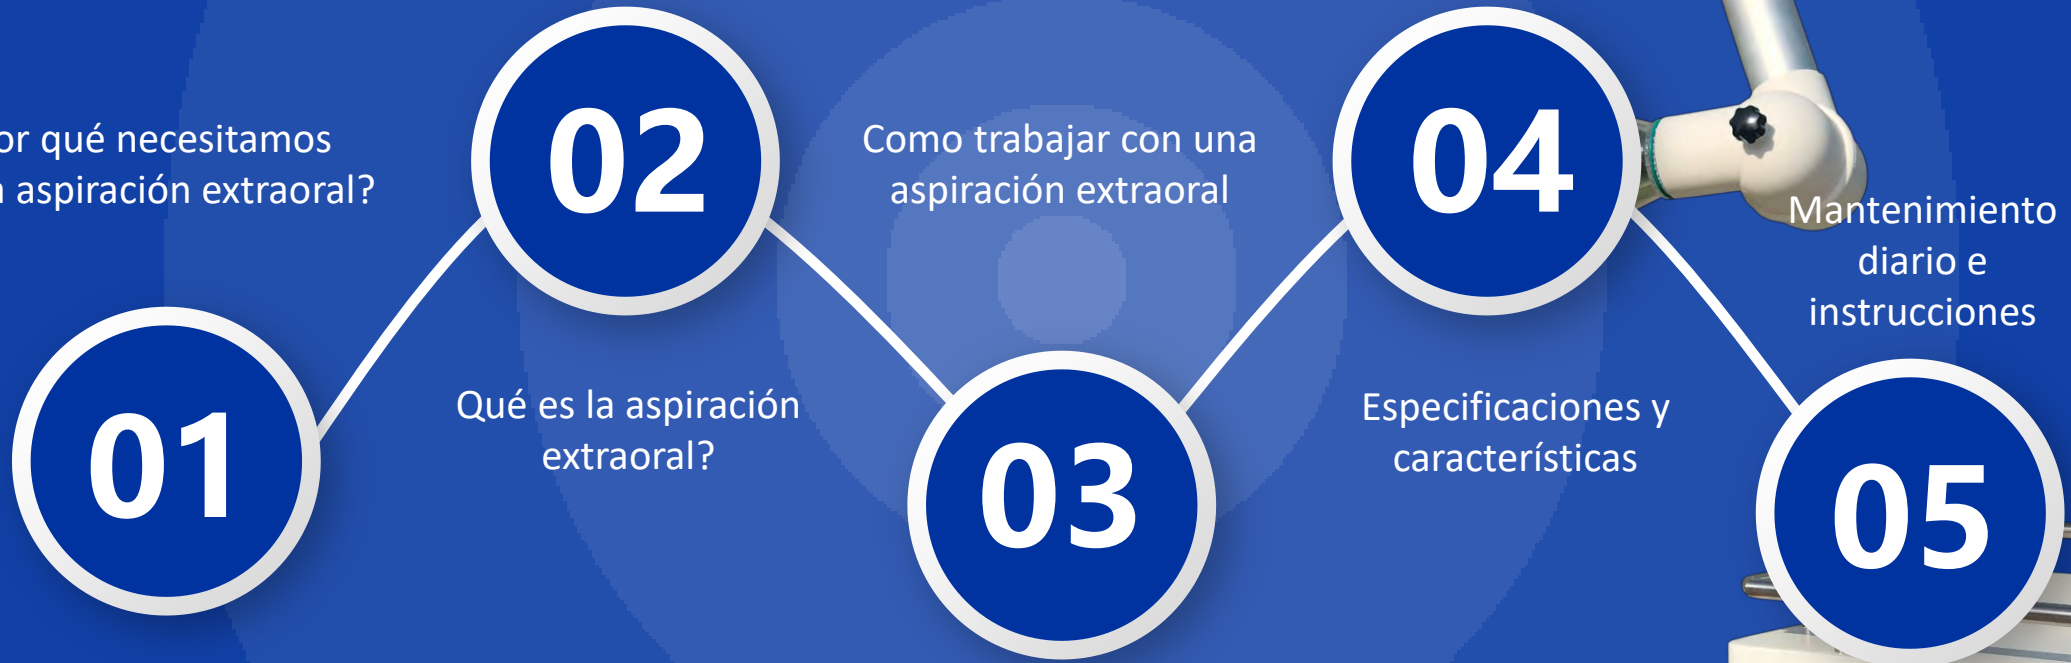 01
or qué necesitamos
aspiración extraoral?
02
Qué es la aspiración
extraoral?
03
Como trabajar con una
aspiración extraoral
04
Especificaciones y
características
05
Mantenimiento
diario e
instrucciones